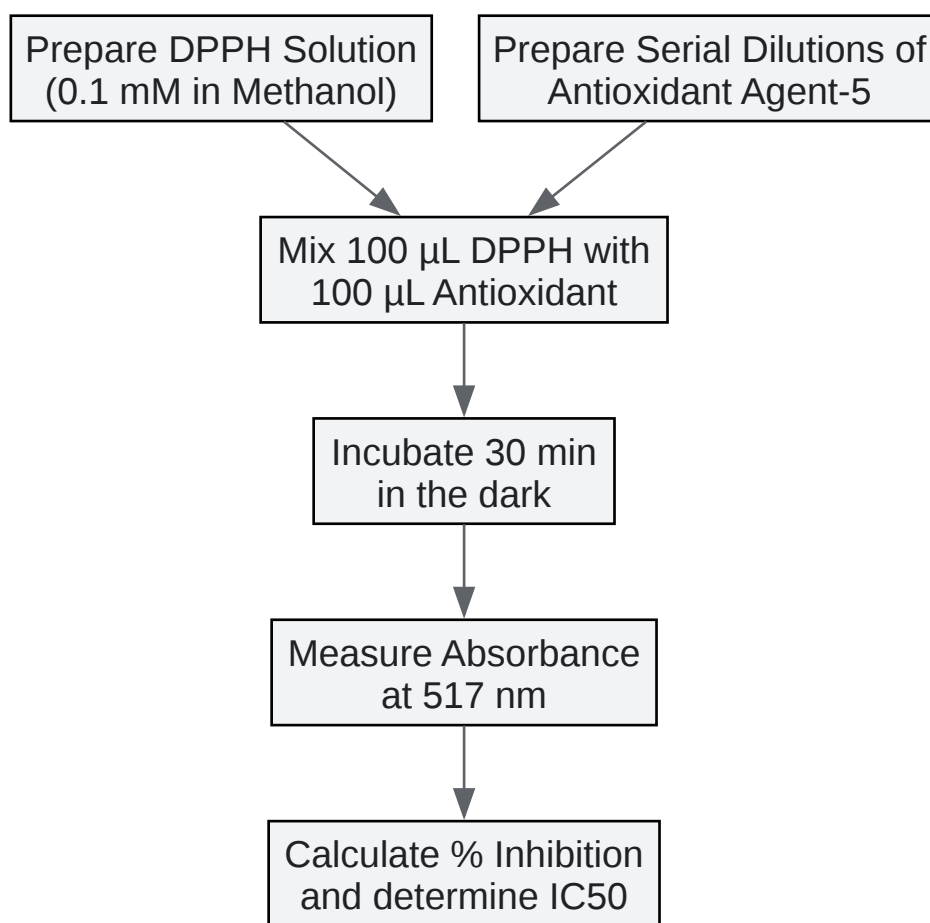 Prepare DPPH Solution
(0.1 mM in Methanol)
Prepare Serial Dilutions of
Antioxidant Agent-5
Mix 100 µL DPPH with
100 µL Antioxidant
Incubate 30 min
in the dark
Measure Absorbance
at 517 nm
Calculate % Inhibition
and determine IC50